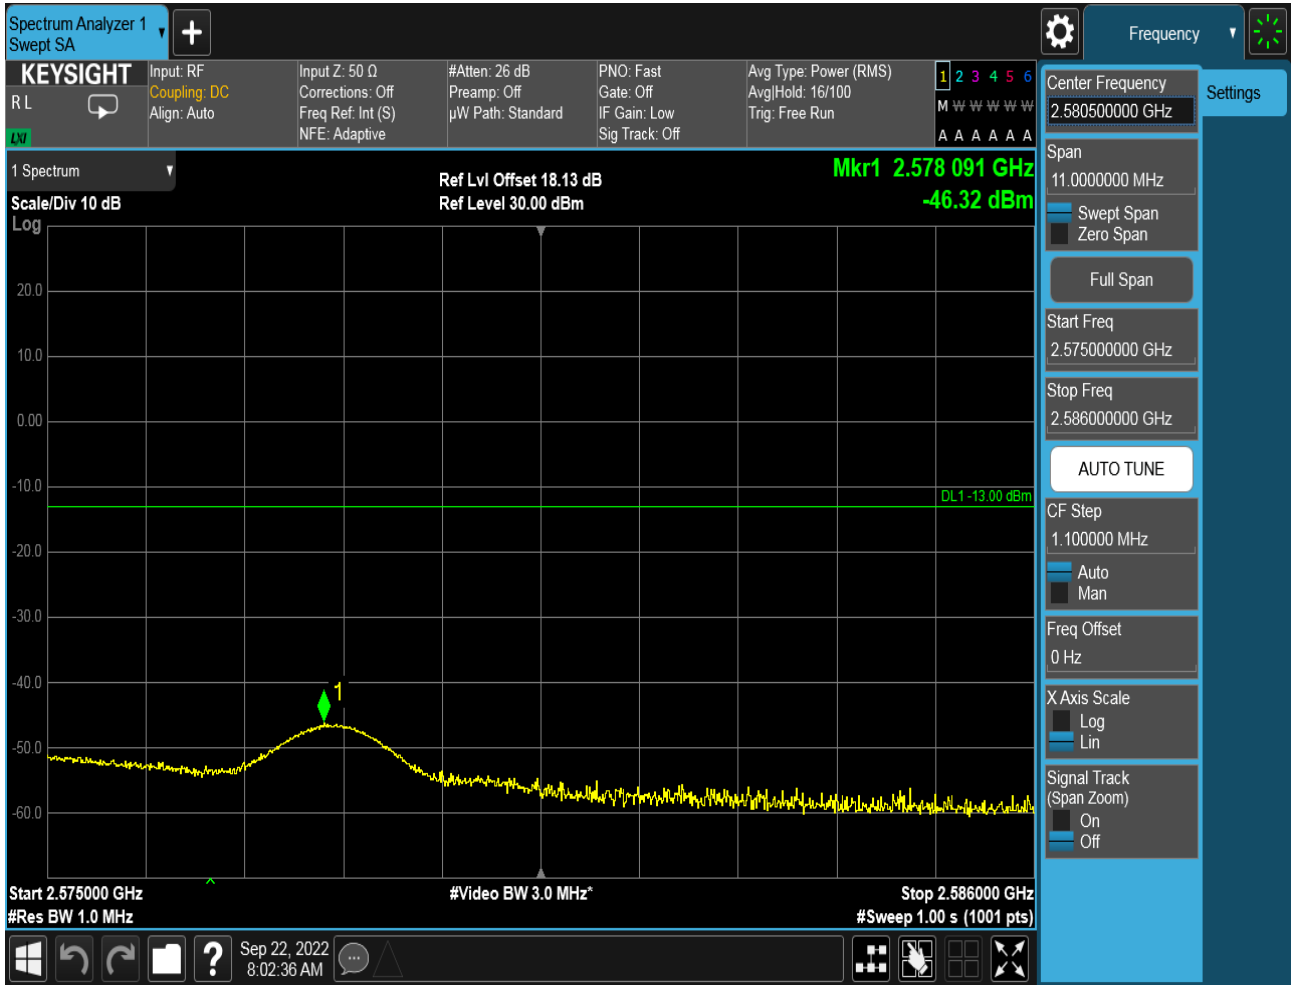 Spectrum Analyzer 1
Swept SA
Frequency
KEYSIGHT
R L
LXI
Input: RF
Coupling: DC
Align: Auto
Input Z: 50 Ω
Corrections: Off
Freq Ref: Int (S)
NFE: Adaptive
#Atten: 26 dB
Preamp: Off
µW Path: Standard
PNO: Fast
Gate: Off
IF Gain: Low
Sig Track: Off
Avg Type: Power (RMS)
Avg|Hold: 16/100
Trig: Free Run
1 2 3 4 5 6
M W W W W W
A A A A A A
1 Spectrum
Scale/Div 10 dB
Log
Ref Lvl Offset 18.13 dB
Ref Level 30.00 dBm
Mkr1 2.578 091 GHz
-46.32 dBm
20.0
10.0
0.00
-10.0
-20.0
-30.0
-40.0
-50.0
-60.0
DL1 -13.00 dBm
1
Start 2.575000 GHz
#Res BW 1.0 MHz
#Video BW 3.0 MHz*
Stop 2.586000 GHz
#Sweep 1.00 s (1001 pts)
Center Frequency
2.580500000 GHz
Settings
Span
11.0000000 MHz
Swept Span
Zero Span
Full Span
Start Freq
2.575000000 GHz
Stop Freq
2.586000000 GHz
AUTO TUNE
CF Step
1.100000 MHz
Auto
Man
Freq Offset
0 Hz
X Axis Scale
Log
Lin
Signal Track
(Span Zoom)
On
Off
?
Sep 22, 2022
8:02:36 AM